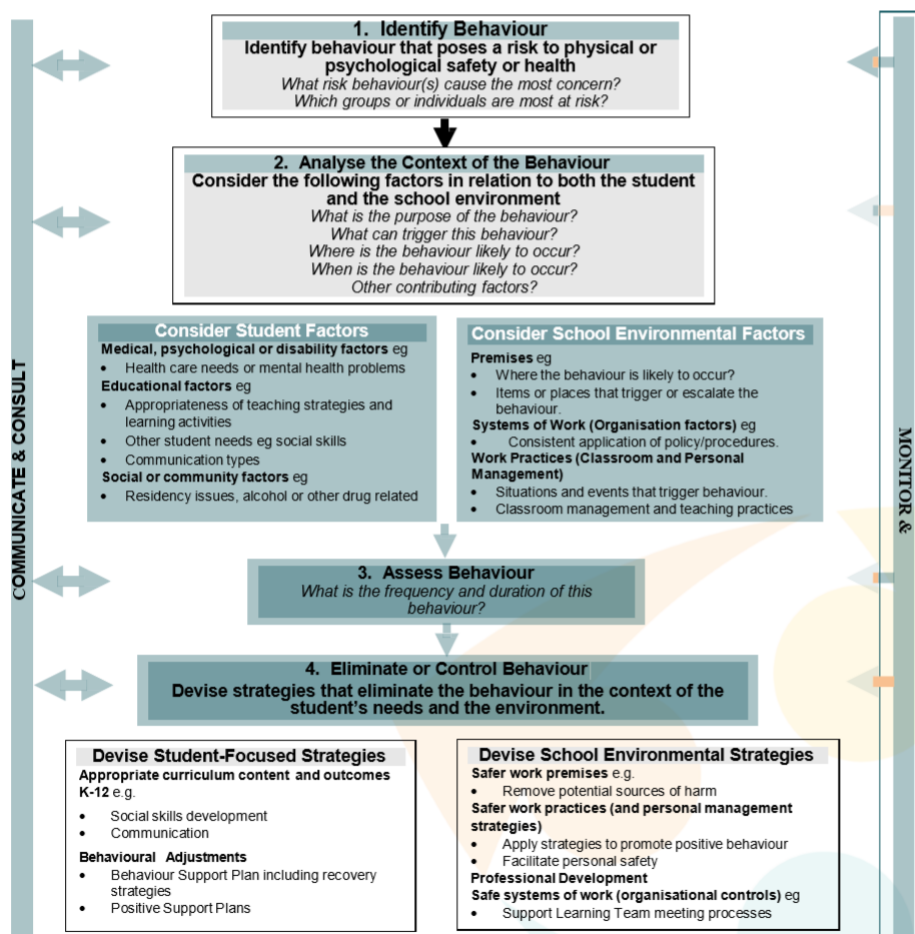 COMMUNICATE & CONSULT
1. Identify Behaviour
Identify behaviour that poses a risk to physical or
psychological safety or health
What risk behaviour(s) cause the most concern?
Which groups or individuals are most at risk?
2. Analyse the Context of the Behaviour
Consider the following factors in relation to both the student
and the school environment
What is the purpose of the behaviour?
What can trigger this behaviour?
Where is the behaviour likely to occur?
When is the behaviour likely to occur?
Other contributing factors?
Consider Student Factors
Medical, psychological or disability factors eg
• Health care needs or mental health problems
Educational factors eg
• Appropriateness of teaching strategies and
learning activities
• Other student needs eg social skills
• Communication types
Social or community factors eg
• Residency issues, alcohol or other drug related
Consider School Environmental Factors
Premises eg
• Where the behaviour is likely to occur?
• Items or places that trigger or escalate the
behaviour.
Systems of Work (Organisation factors) eg
• Consistent application of policy/procedures.
Work Practices (Classroom and Personal
Management)
• Situations and events that trigger behaviour.
• Classroom management and teaching practices
3. Assess Behaviour
What is the frequency and duration of this
behaviour?
4. Eliminate or Control Behaviour
Devise strategies that eliminate the behaviour in the context of the
student's needs and the environment.
Devise Student-Focused Strategies
Appropriate curriculum content and outcomes
K-12 e.g.
• Social skills development
• Communication
Behavioural Adjustments
• Behaviour Support Plan including recovery
strategies
• Positive Support Plans
Devise School Environmental Strategies
Safer work premises e.g.
• Remove potential sources of harm
Safer work practices (and personal management
strategies)
• Apply strategies to promote positive behaviour
• Facilitate personal safety
Professional Development
Safe systems of work (organisational controls) eg
• Support Learning Team meeting processes
MONITOR &